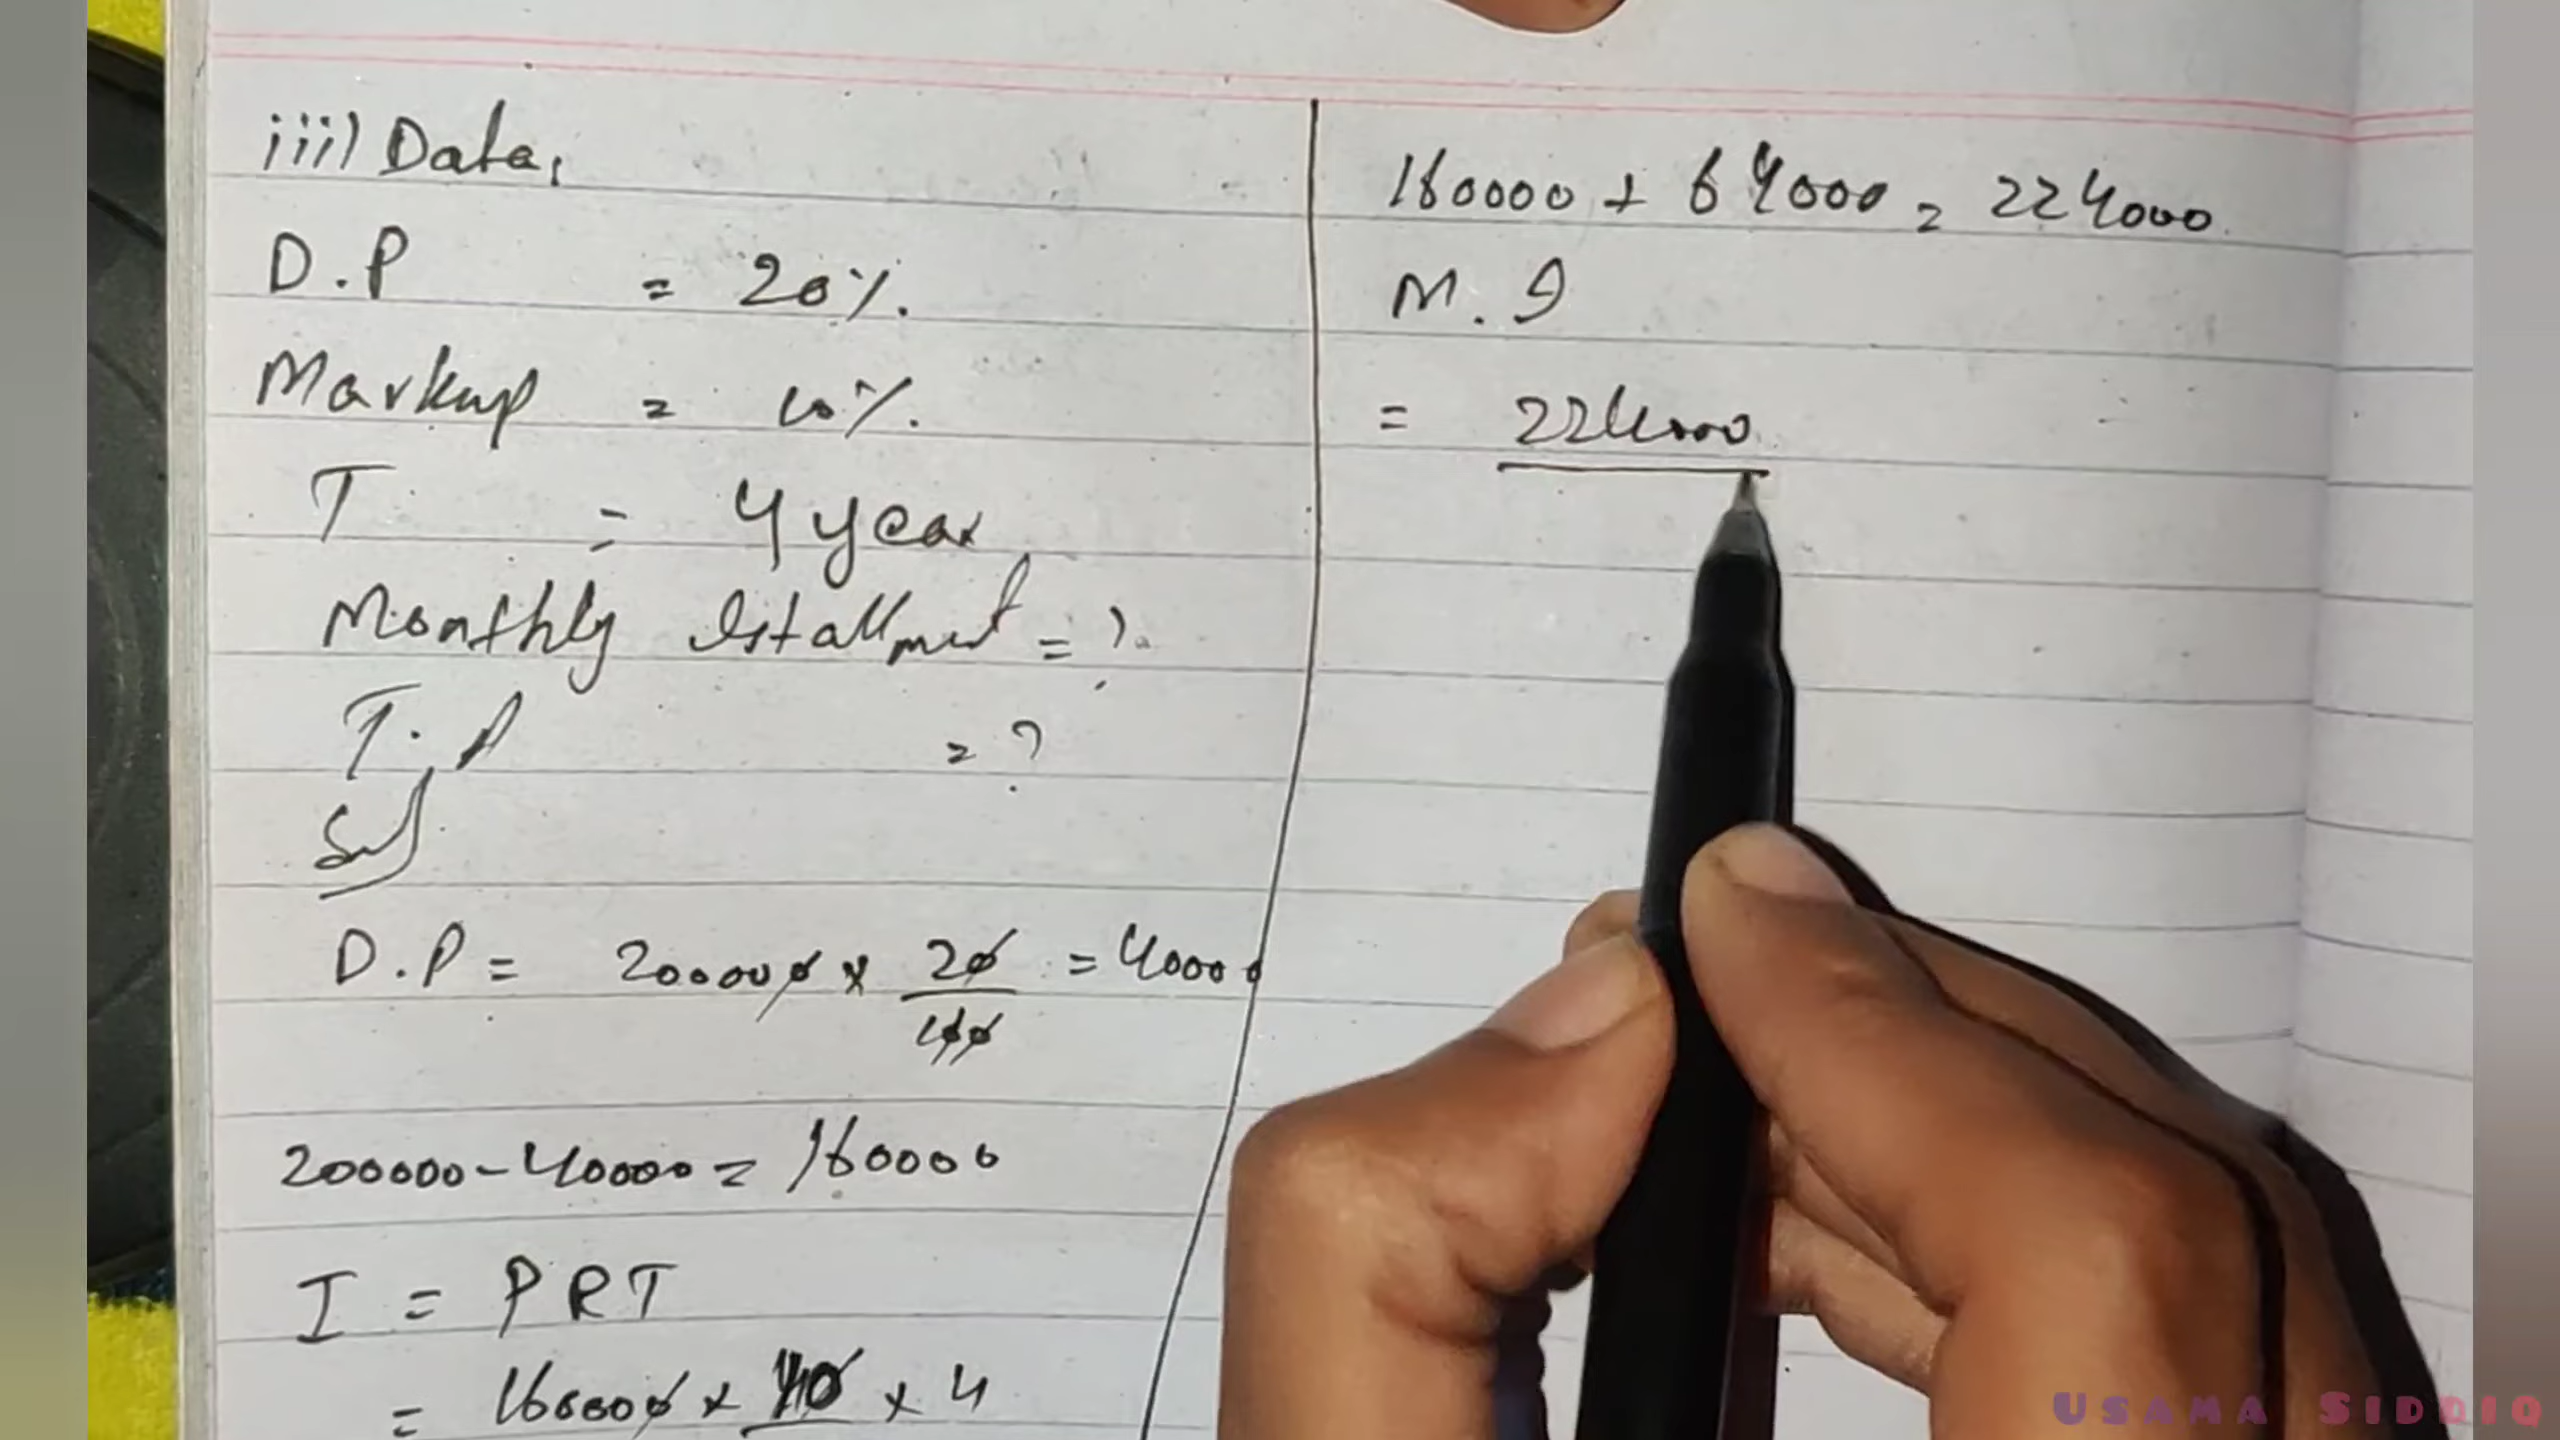 iii) Data,
D.P = 20%.
Markup = 10%.
T = 4 year
Monthly Istallment = ?
T.P = ?
Sol
D.P = 200000 × 20/100 = 40000
200000 - 40000 = 160000
I = PRT
= 160000 × 10 × 4
160000 + 64000 = 224000
M.I
= 224000
USAMA SIDDIQ